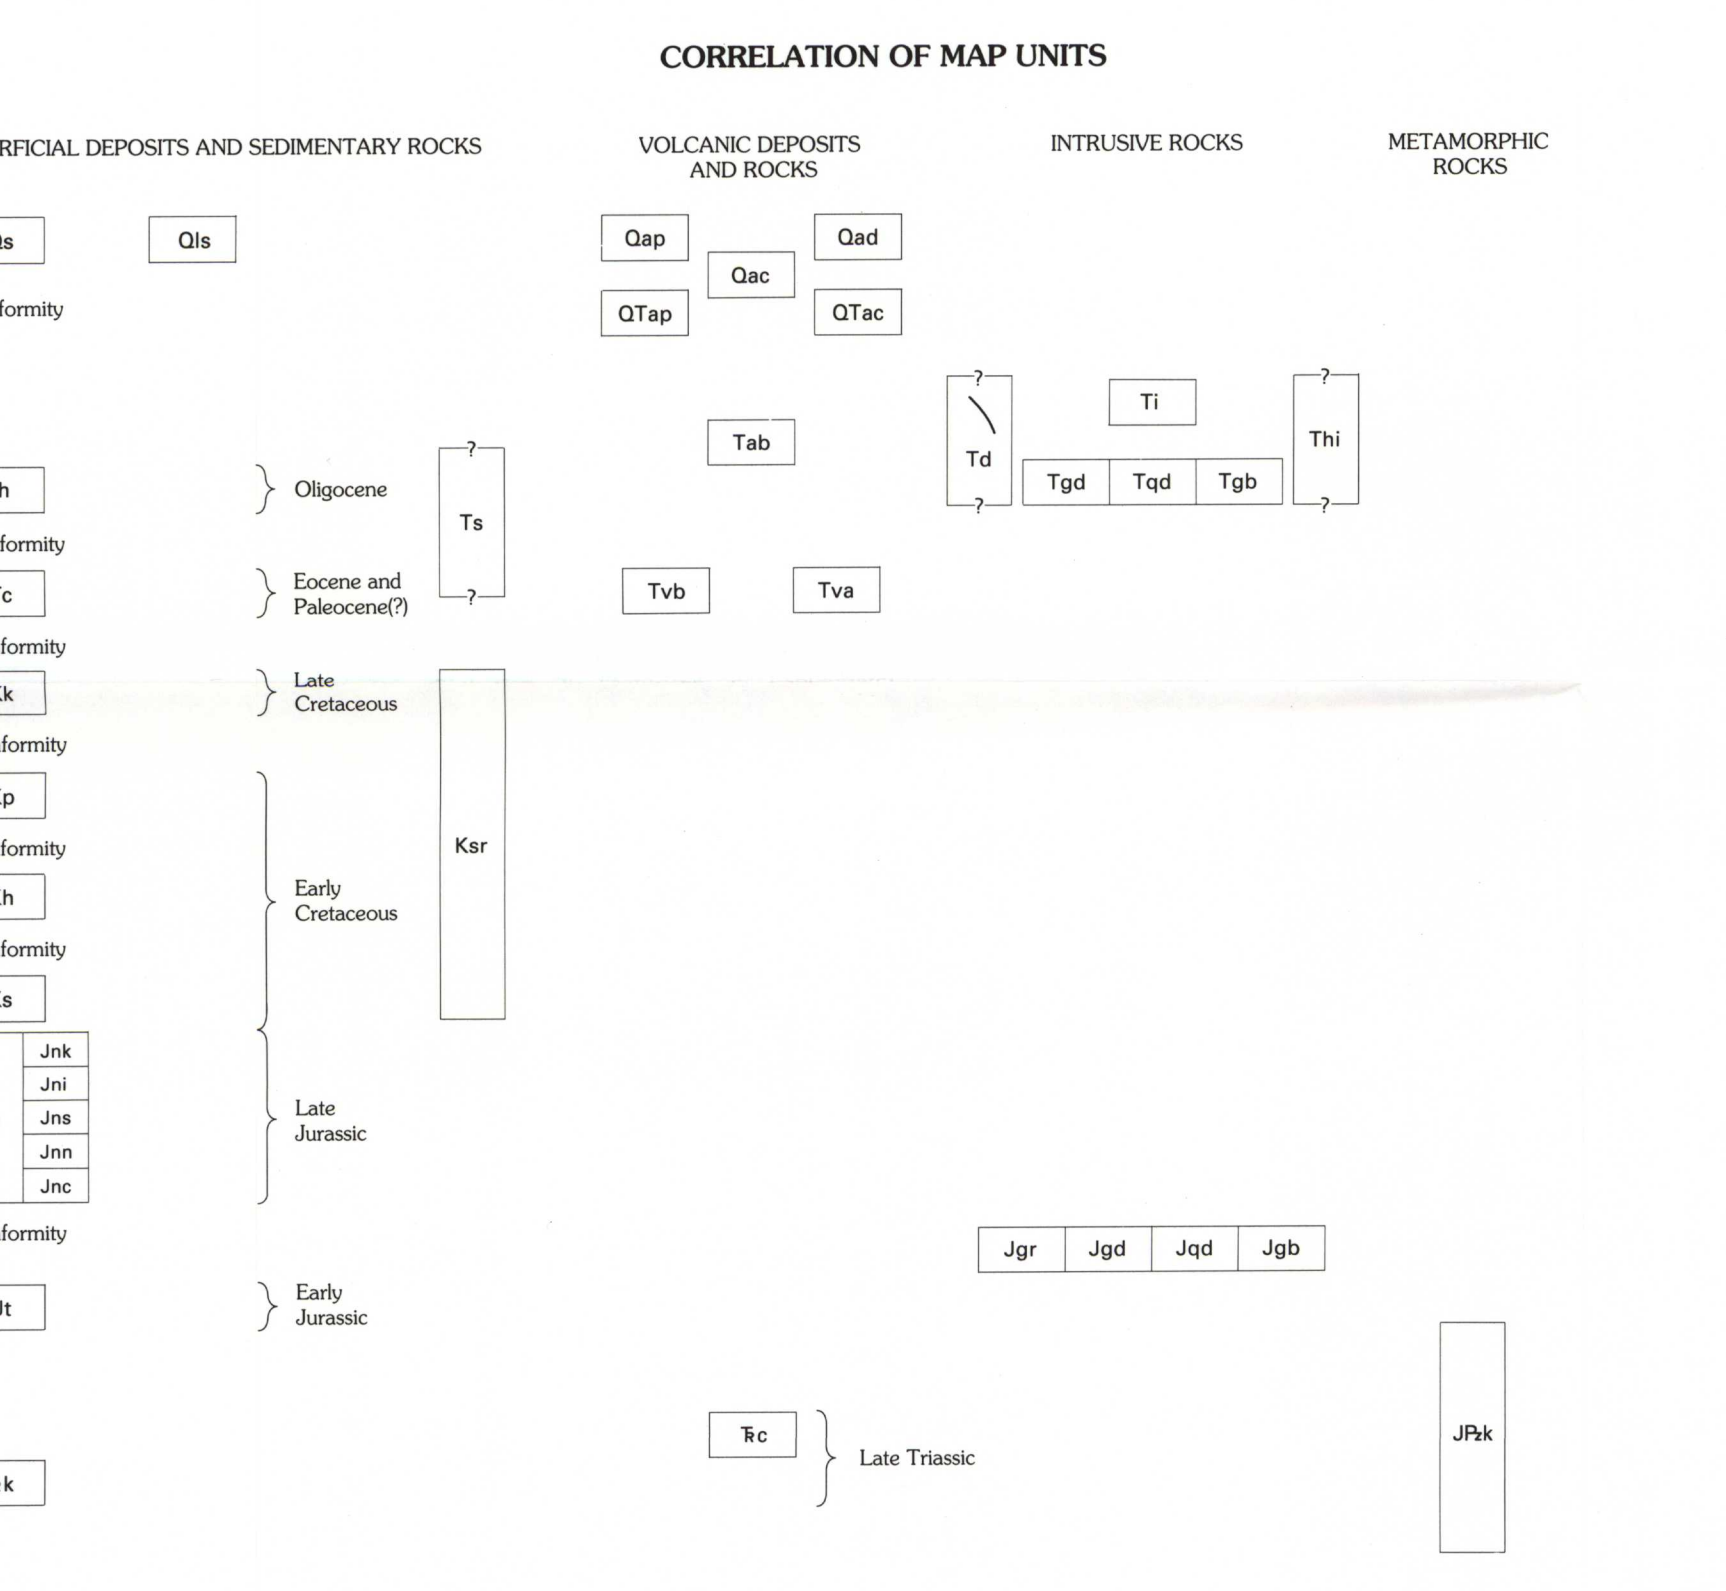 CORRELATION OF MAP UNITS
RFICIAL DEPOSITS AND SEDIMENTARY ROCKS
VOLCANIC DEPOSITS
AND ROCKS
INTRUSIVE ROCKS
METAMORPHIC
ROCKS
s
Qls
Qap
Qad
Qac
QTap
QTac
formity
?
Td
?
Ti
Tgd
Tqd
Tgb
?
Thi
?
Tab
h
Oligocene
?
Ts
?
formity
c
Eocene and
Paleocene(?)
Tvb
Tva
formity
k
Late
Cretaceous
formity
p
Ksr
formity
h
Early
Cretaceous
formity
s
Jnk
Jni
Jns
Jnn
Jnc
Late
Jurassic
formity
Jgr
Jgd
Jqd
Jgb
t
Early
Jurassic
Ꞧc
Late Triassic
JPzk
k